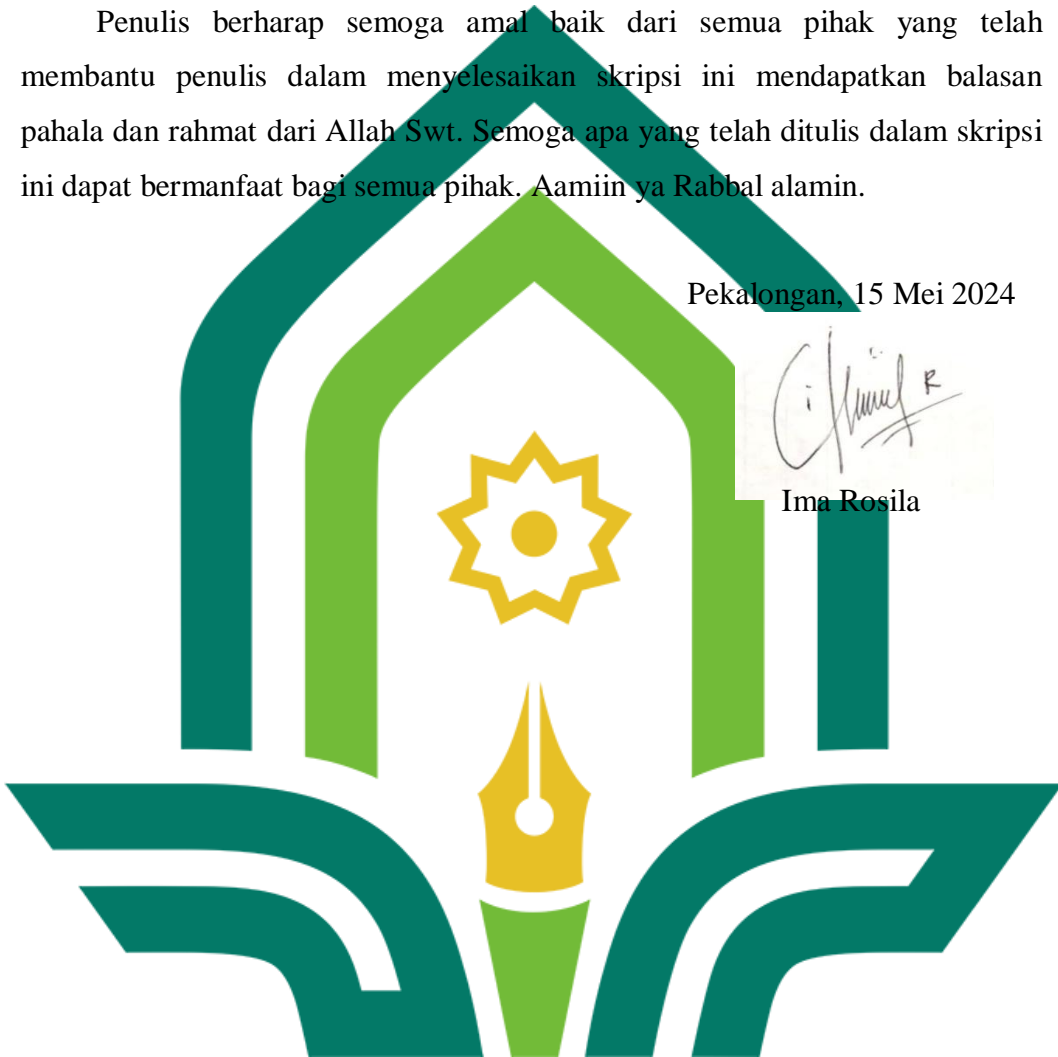 Penulis berharap semoga amal baik dari semua pihak yang telah
membantu penulis dalam menyelesaikan skripsi ini mendapatkan balasan
pahala dan rahmat dari Allah Swt. Semoga apa yang telah ditulis dalam skripsi
ini dapat bermanfaat bagi semua pihak. Aamiin ya Rabbal alamin.
Pekalongan, 15 Mei 2024
Ima Rosila